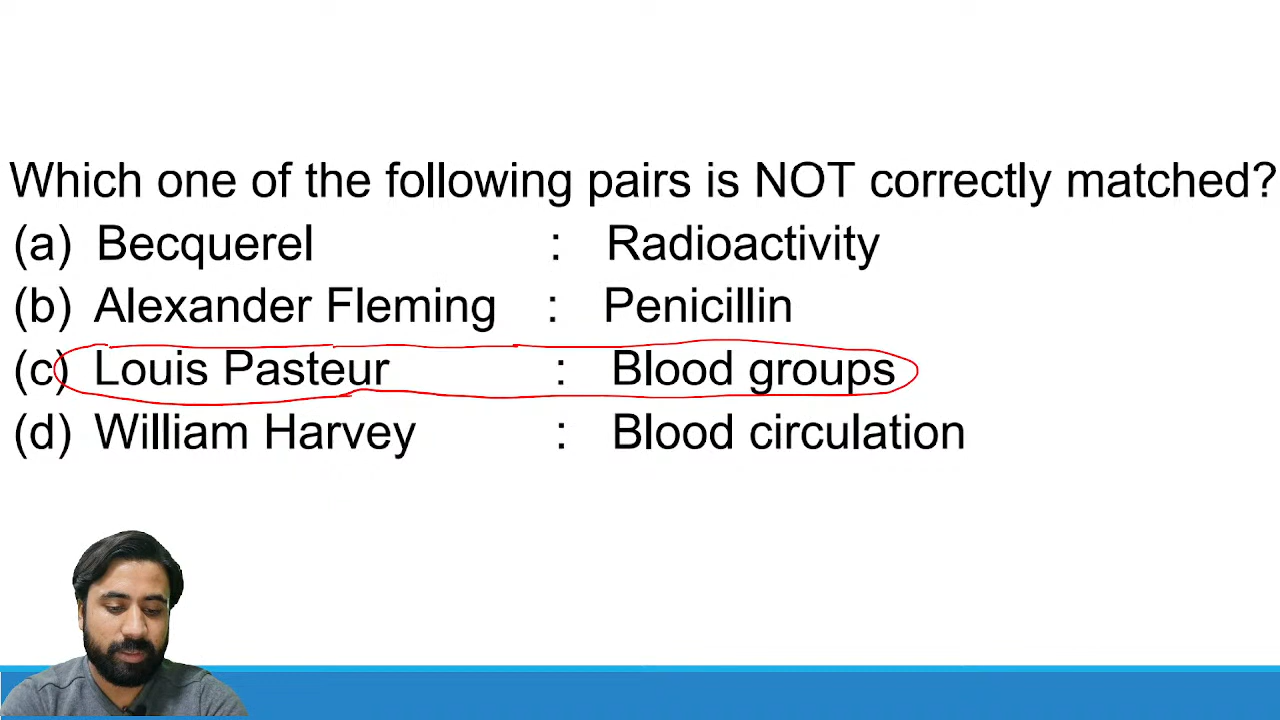 Which one of the following pairs is NOT correctly matched?
(a) Becquerel : Radioactivity
(b) Alexander Fleming : Penicillin
(c) Louis Pasteur : Blood groups
(d) William Harvey : Blood circulation